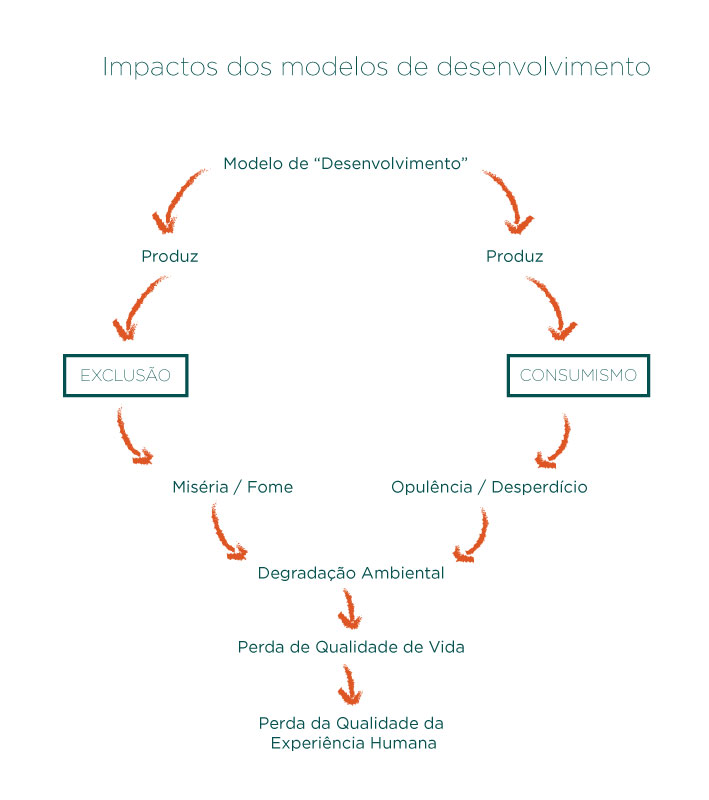 Impactos dos modelos de desenvolvimento
Modelo de “Desenvolvimento”
Produz
Produz
EXCLUSÃO
CONSUMISMO
Miséria / Fome
Opulência / Desperdício
Degradação Ambiental
Perda de Qualidade de Vida
Perda da Qualidade da
Experiência Humana